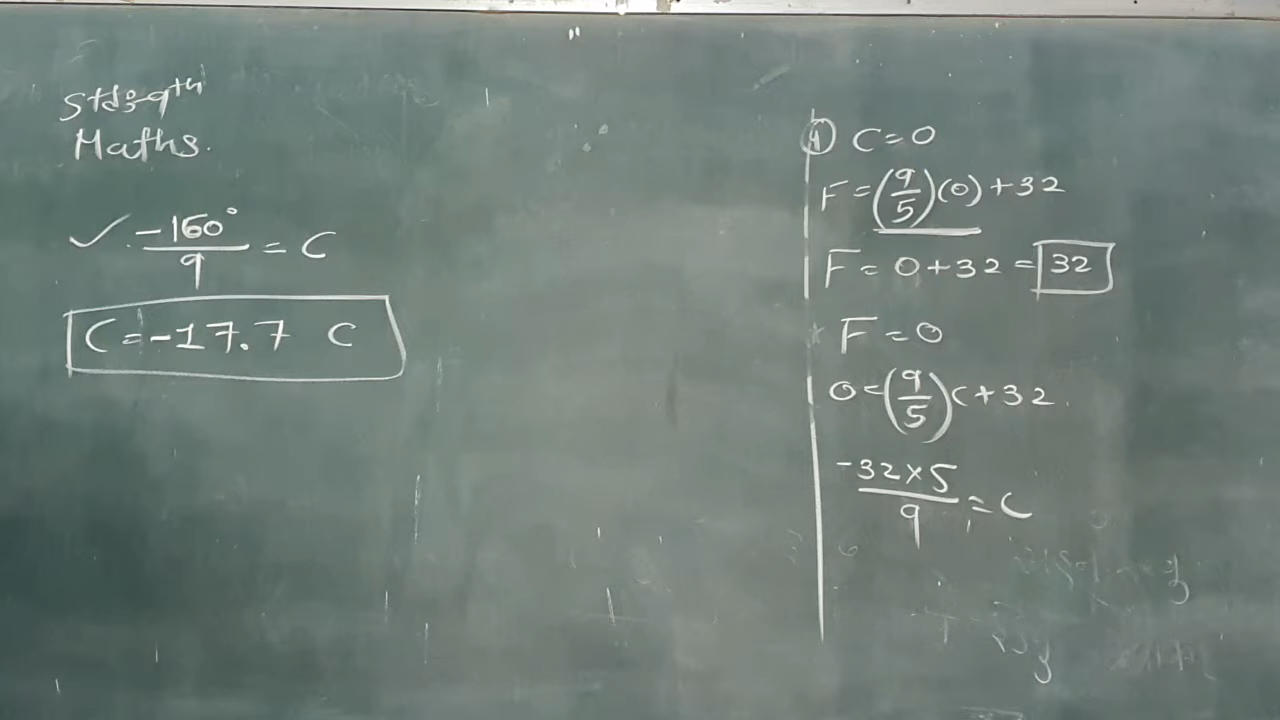 Std:-9th
Maths.
✓ -160°/9 = C
C = -17.7 C
④ C=0
F = (9/5)(0)+32
F = 0+32 = 32
F = 0
0 = (9/5)C+32
-32×5/9 = C